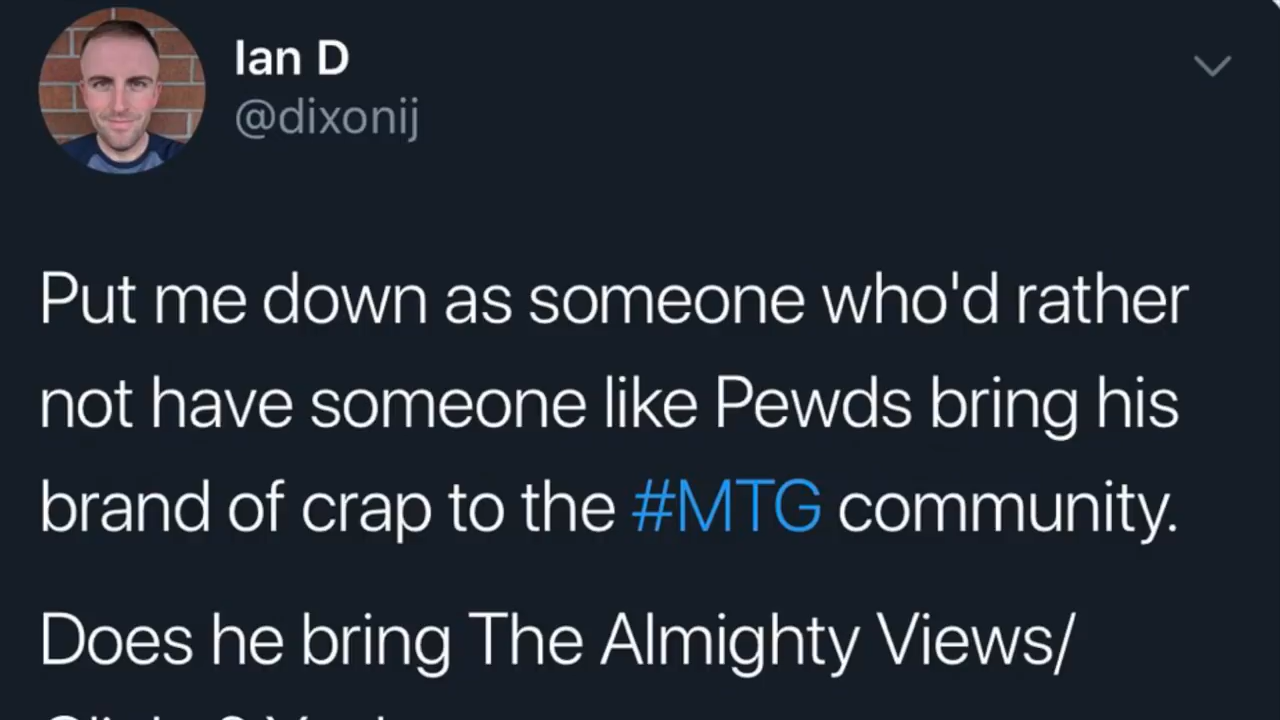 Ian D
@dixonij
Put me down as someone who'd rather
not have someone like Pewds bring his
brand of crap to the #MTG community.
Does he bring The Almighty Views/